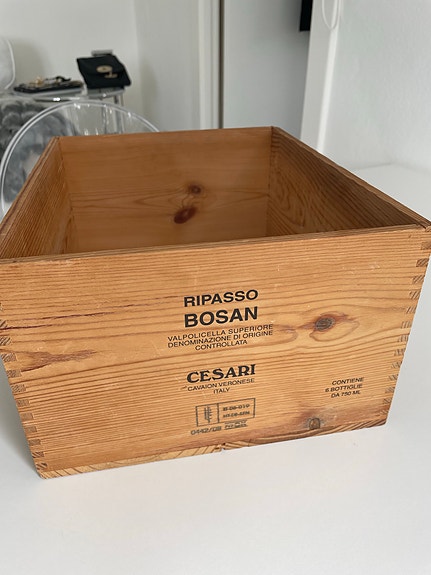 RIPASSO
BOSAN
VALPOLICELLA SUPERIORE
DENOMINAZIONE DI ORIGINE
CONTROLLATA
CESARI
CAVAION VERONESE
ITALY
CONTIENE
6 BOTTIGLIE
DA 750 ML